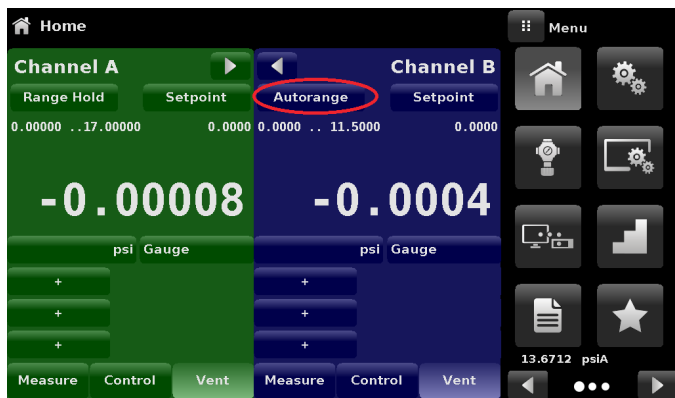 Home
Menu
Channel A
Channel B
Range Hold
Setpoint
Autorange
Setpoint
0.00000 ..17.00000
0.0000
0.0000 .. 11.5000
0.0000
-0.00008
-0.0004
psi
Gauge
psi
Gauge
+
+
+
+
+
+
13.6712 psiA
Measure
Control
Vent
Measure
Control
Vent